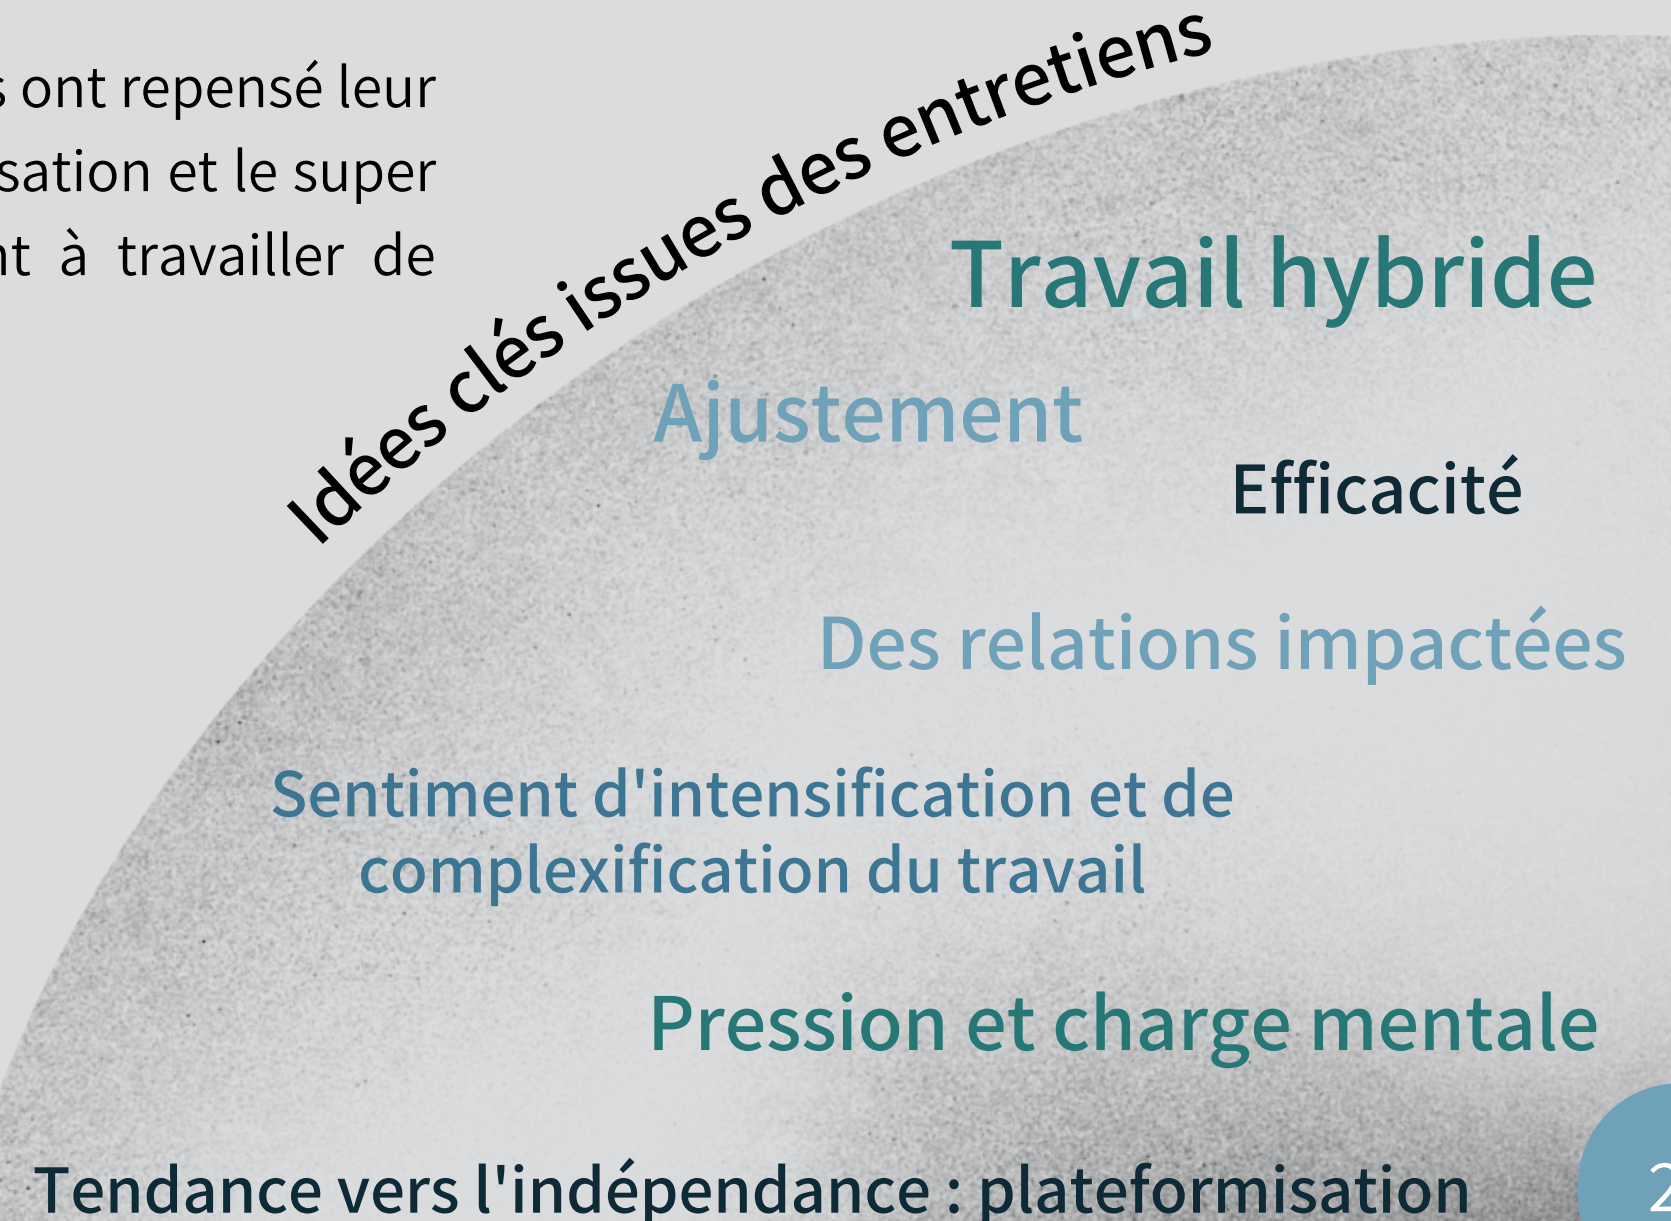 ont repensé leur
et le super
à travailler de
Idées clés issues des entretiens
Travail hybride
Ajustement
Efficacité
Des relations impactées
Sentiment d'intensification et de
complexification du travail
Pression et charge mentale
Tendance vers l'indépendance : plateformisation